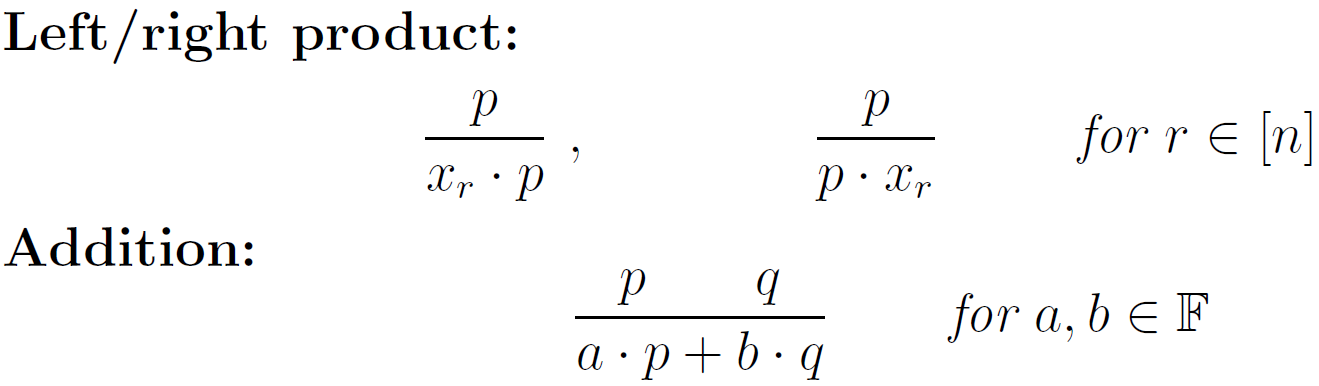 Left/right product:
p p
x_r · p , p · x_r for r ∈ [n]
Addition:
p q
a · p + b · q for a, b ∈ 𝔽